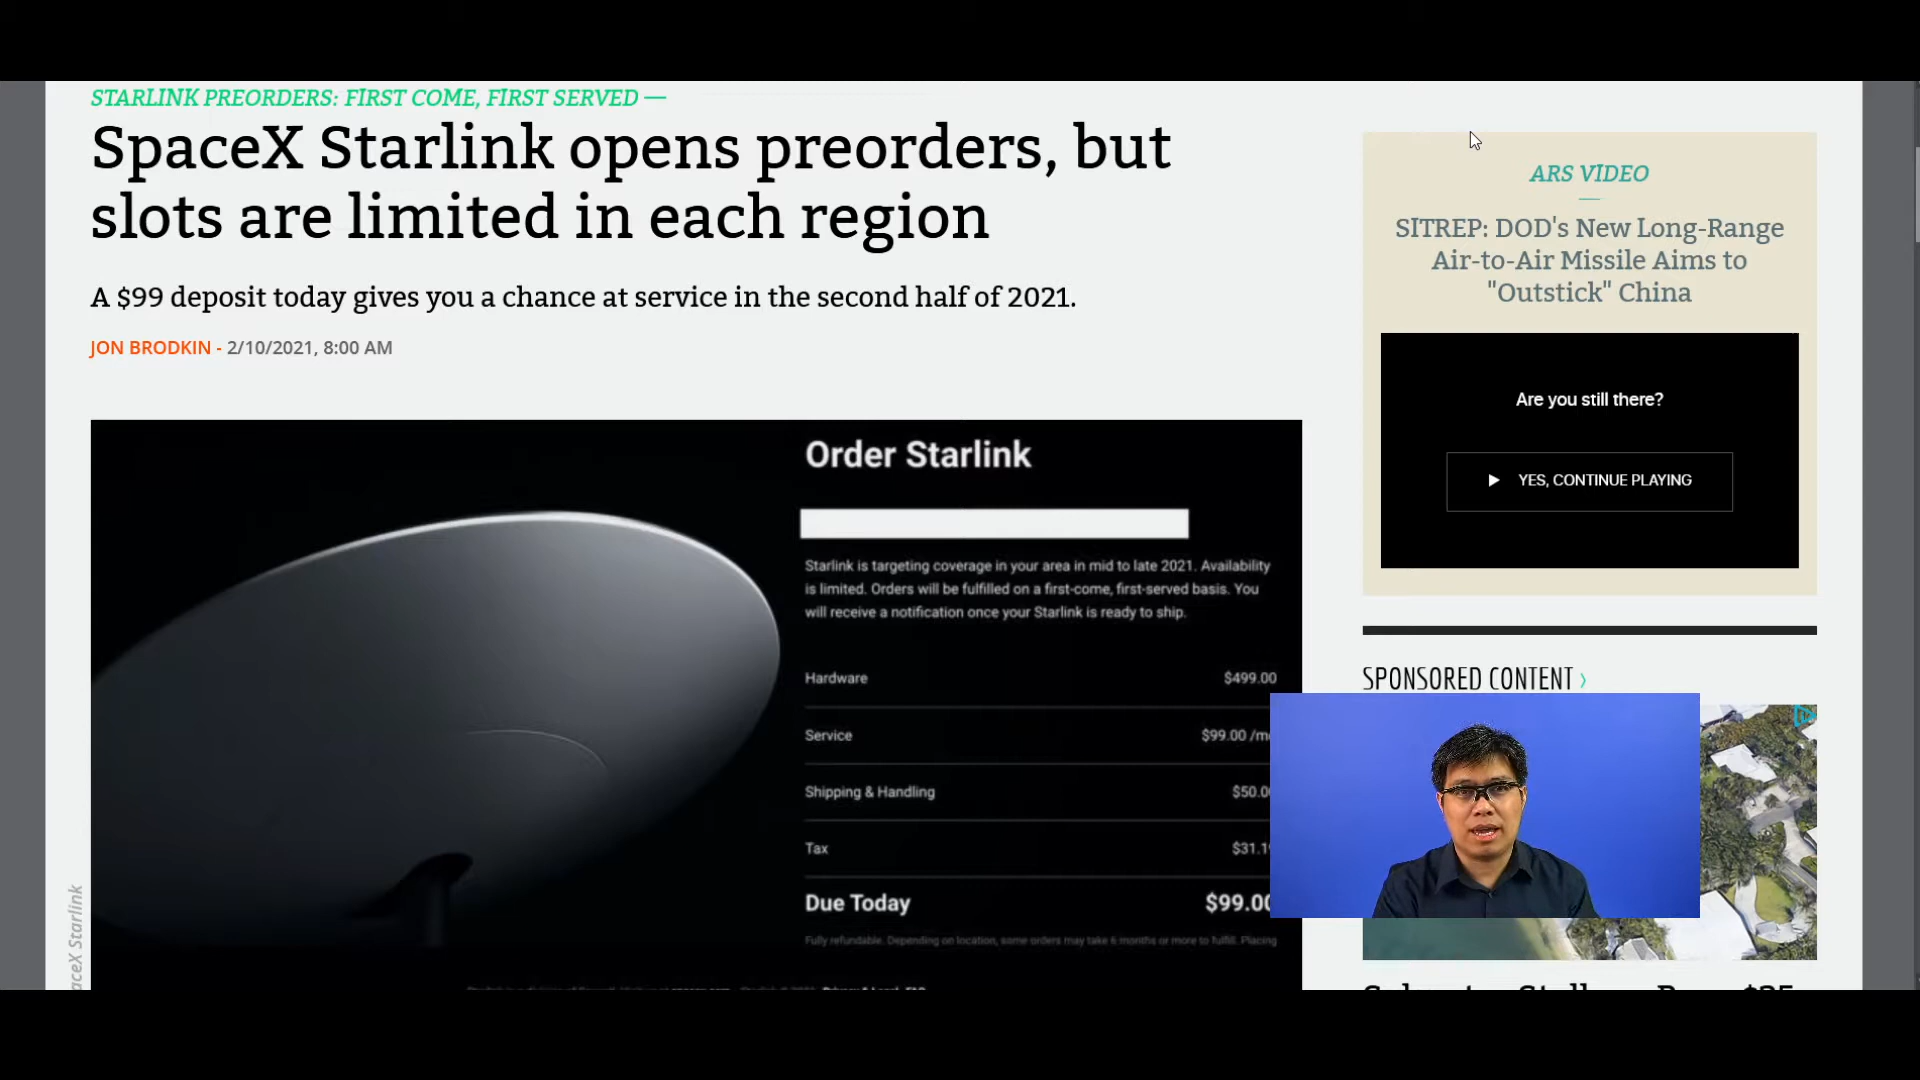 STARLINK PREORDERS: FIRST COME, FIRST SERVED —
SpaceX Starlink opens preorders, but
slots are limited in each region
A $99 deposit today gives you a chance at service in the second half of 2021.
JON BRODKIN - 2/10/2021, 8:00 AM
Order Starlink
Starlink is targeting coverage in your area in mid to late 2021. Availability
is limited. Orders will be fulfilled on a first-come, first-served basis. You
will receive a notification once your Starlink is ready to ship.
Hardware $499.00
Service $99.00
Shipping & Handling
Tax
Due Today $99.00
Fully refundable. Depending on location, some orders may take 6 months or more to fulfill. Placing
Starlink
ARS VIDEO
SITREP: DOD's New Long-Range
Air-to-Air Missile Aims to
"Outstick" China
Are you still there?
YES, CONTINUE PLAYING
SPONSORED CONTENT